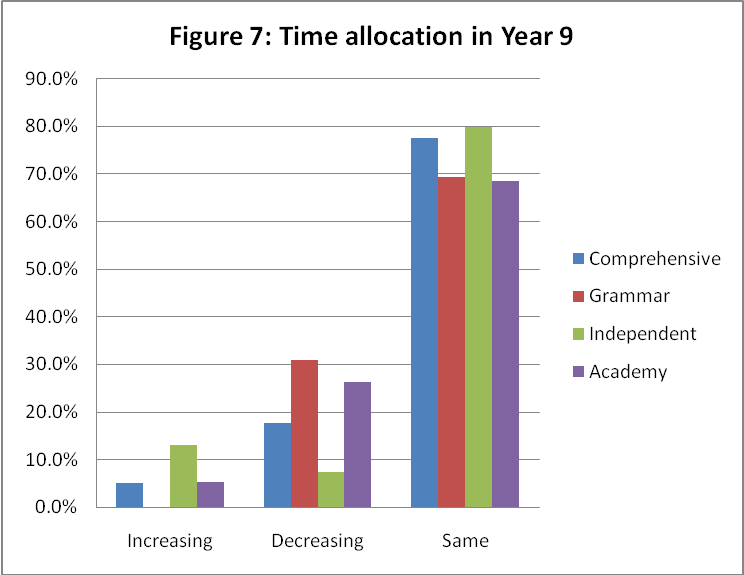 Figure 7: Time allocation in Year 9
90.0%
80.0%
70.0%
60.0%
50.0%
40.0%
30.0%
20.0%
10.0%
0.0%
Increasing Decreasing Same
Comprehensive
Grammar
Independent
Academy